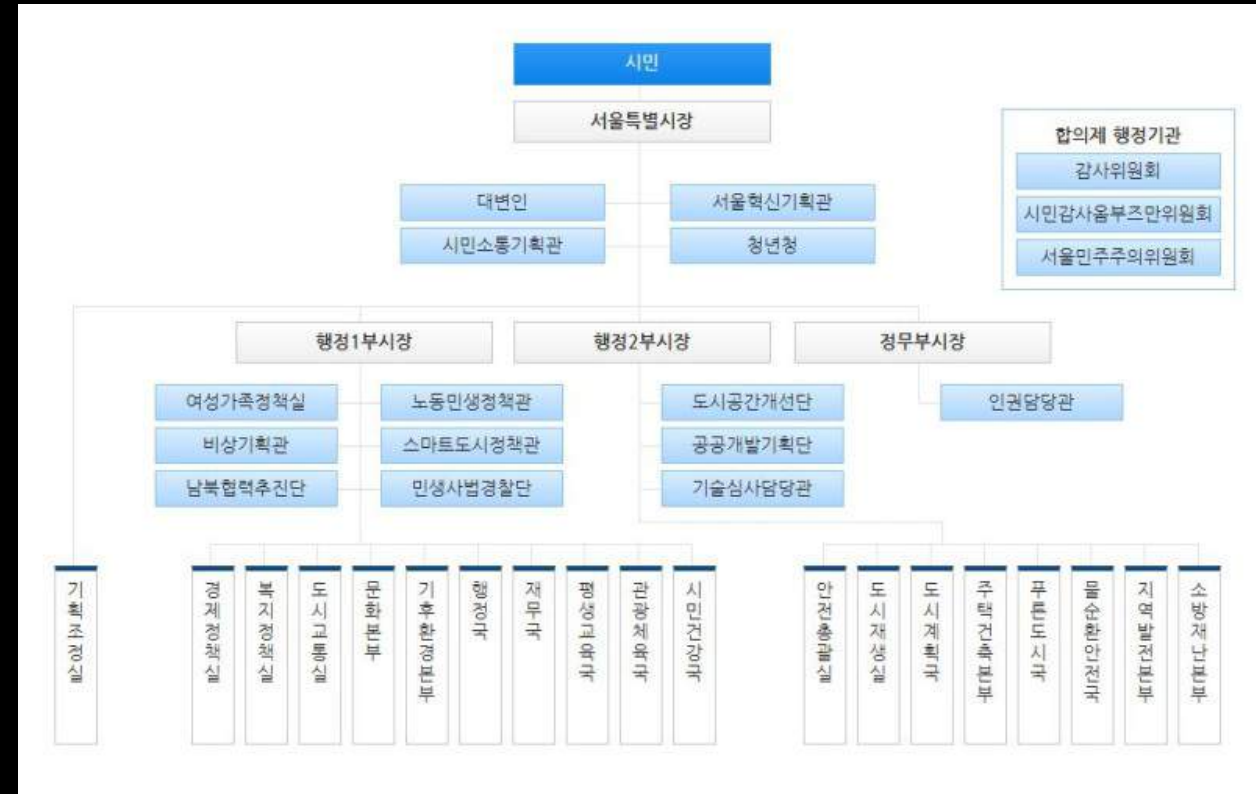 시민
서울특별시장
합의제 행정기관
감사위원회
시민감사옴부즈만위원회
서울민주주의위원회
대변인
서울혁신기획관
시민소통기획관
청년청
행정1부시장
행정2부시장
정무부시장
여성가족정책실
노동민생정책관
도시공간개선단
인권담당관
비상기획관
스마트도시정책관
공공개발기획단
남북협력추진단
민생사법경찰단
기술심사담당관
기획조정실
경제정책실
복지정책실
도시교통실
문화본부
기후환경본부
행정국
재무국
평생교육국
관광체육국
시민건강국
안전총괄실
도시재생실
도시계획국
주택건축본부
푸른도시국
물순환안전국
지역발전본부
소방재난본부